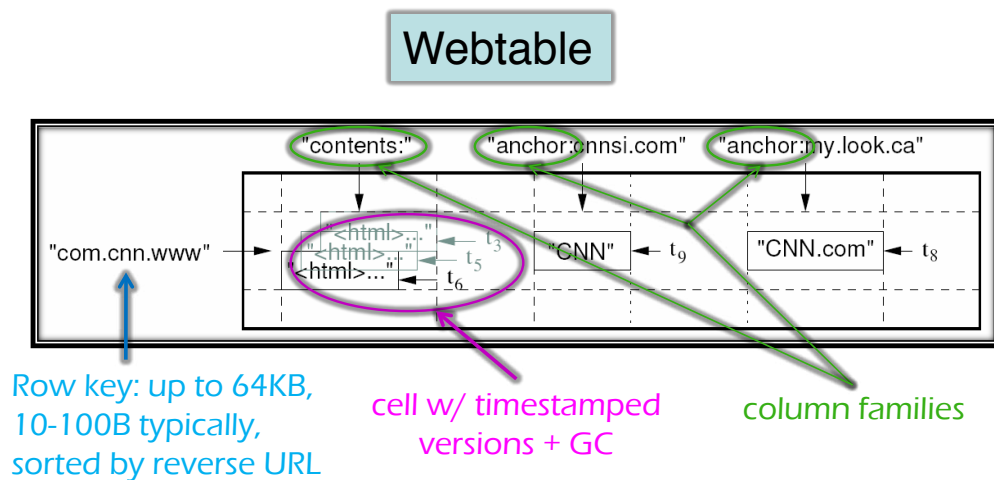 Webtable
"contents:" "anchor:cnnsi.com" "anchor:my.look.ca"
"<html>..." t3
"com.cnn.www" "<html>..." t5 "CNN" t9 "CNN.com" t8
"<html>..." t6
Row key: up to 64KB,
10-100B typically,
sorted by reverse URL
cell w/ timestamped
versions + GC
column families